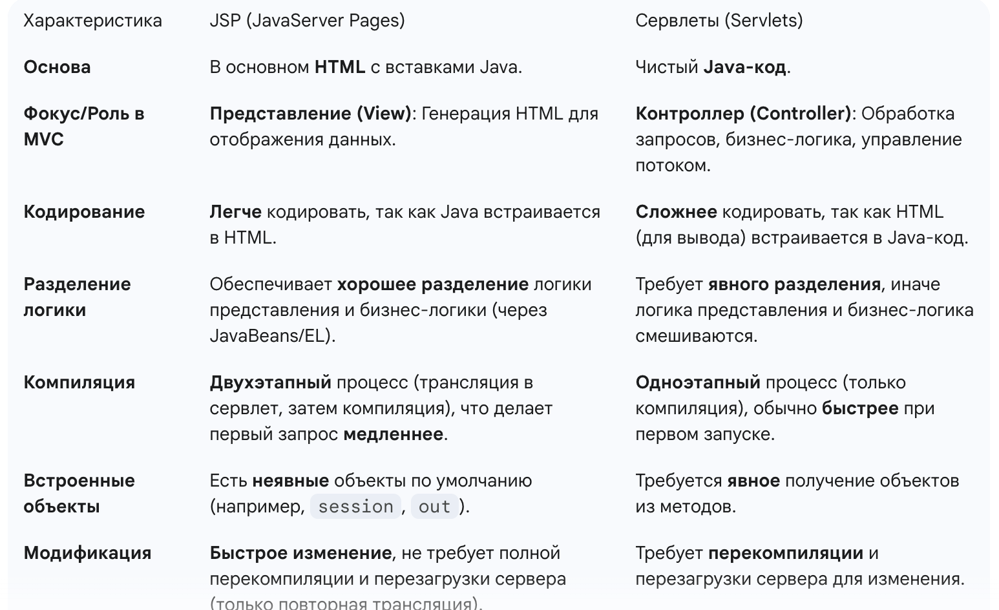 Характеристика
JSP (JavaServer Pages)
Сервлеты (Servlets)
Основа
В основном HTML с вставками Java.
Чистый Java-код.
Фокус/Роль в
MVC
Представление (View): Генерация HTML для
отображения данных.
Контроллер (Controller): Обработка
запросов, бизнес-логика, управление
потоком.
Кодирование
Легче кодировать, так как Java встраивается
в HTML.
Сложнее кодировать, так как HTML
(для вывода) встраивается в Java-код.
Разделение
логики
Обеспечивает хорошее разделение логики
представления и бизнес-логики (через
JavaBeans/EL).
Требует явного разделения, иначе
логика представления и бизнес-логика
смешиваются.
Компиляция
Двухэтапный процесс (трансляция в
сервлет, затем компиляция), что делает
первый запрос медленнее.
Одноэтапный процесс (только
компиляция), обычно быстрее при
первом запуске.
Встроенные
объекты
Есть неявные объекты по умолчанию
(например, session, out).
Требуется явное получение объектов
из методов.
Модификация
Быстрое изменение, не требует полной
перекомпиляции и перезагрузки сервера
(только повторная трансляция).
Требует перекомпиляции и
перезагрузки сервера для изменения.